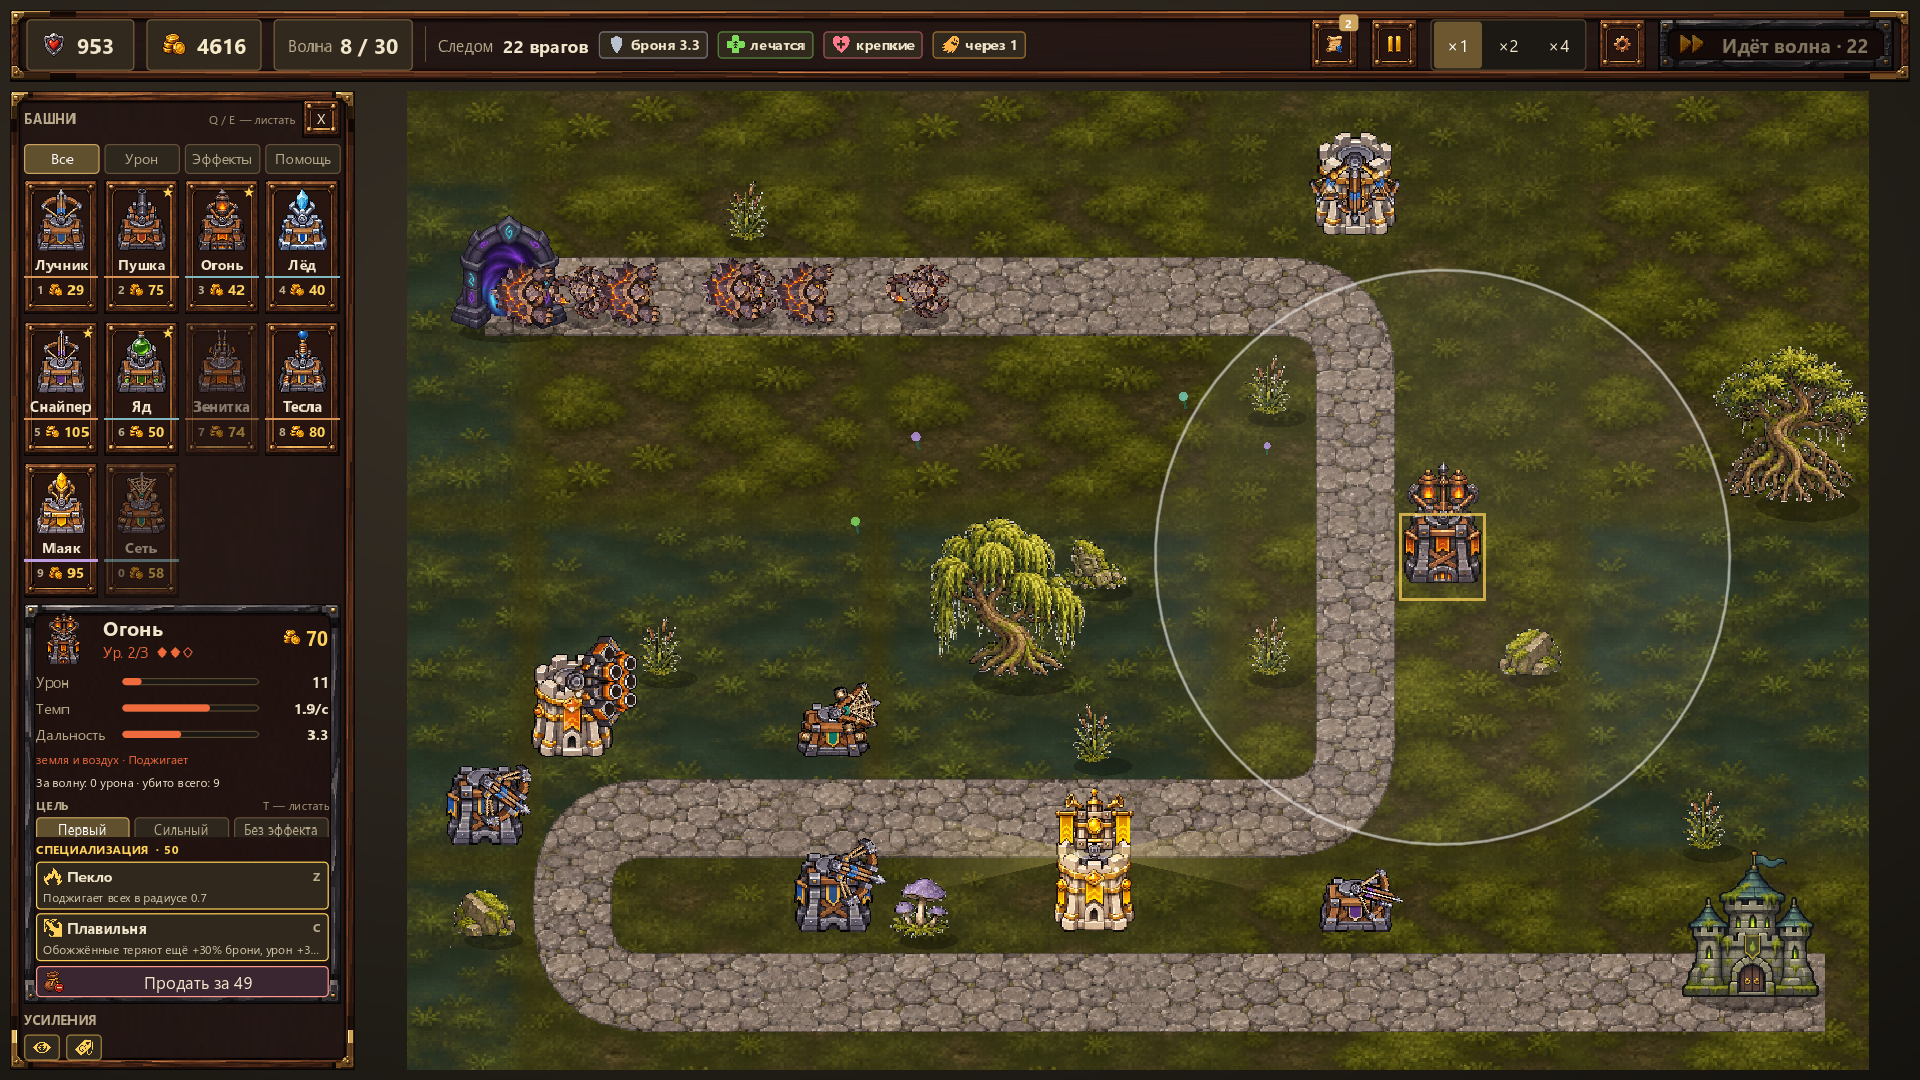 953
4616
Волна 8 / 30
Следом 22 врагов
броня 3.3
лечатся
крепкие
через 1
2
×1 ×2 ×4
Идёт волна · 22
БАШНИ
Q / E — листать
X
Все Урон Эффекты Помощь
Лучник Пушка Огонь Лёд
1 29 2 75 3 42 4 40
Снайпер Яд Зенитка Тесла
5 105 6 50 7 74 8 80
Маяк Сеть
9 95 0 58
Огонь
70
Ур. 2/3
Урон 11
Темп 1.9/с
Дальность 3.3
земля и воздух · Поджигает
За волну: 0 урона · убито всего: 9
ЦЕЛЬ T — листать
Первый Сильный Без эффекта
СПЕЦИАЛИЗАЦИЯ · 50
Пекло Z
Поджигает всех в радиусе 0.7
Плавильня C
Обожжённые теряют ещё +30% брони, урон +3...
Продать за 49
УСИЛЕНИЯ